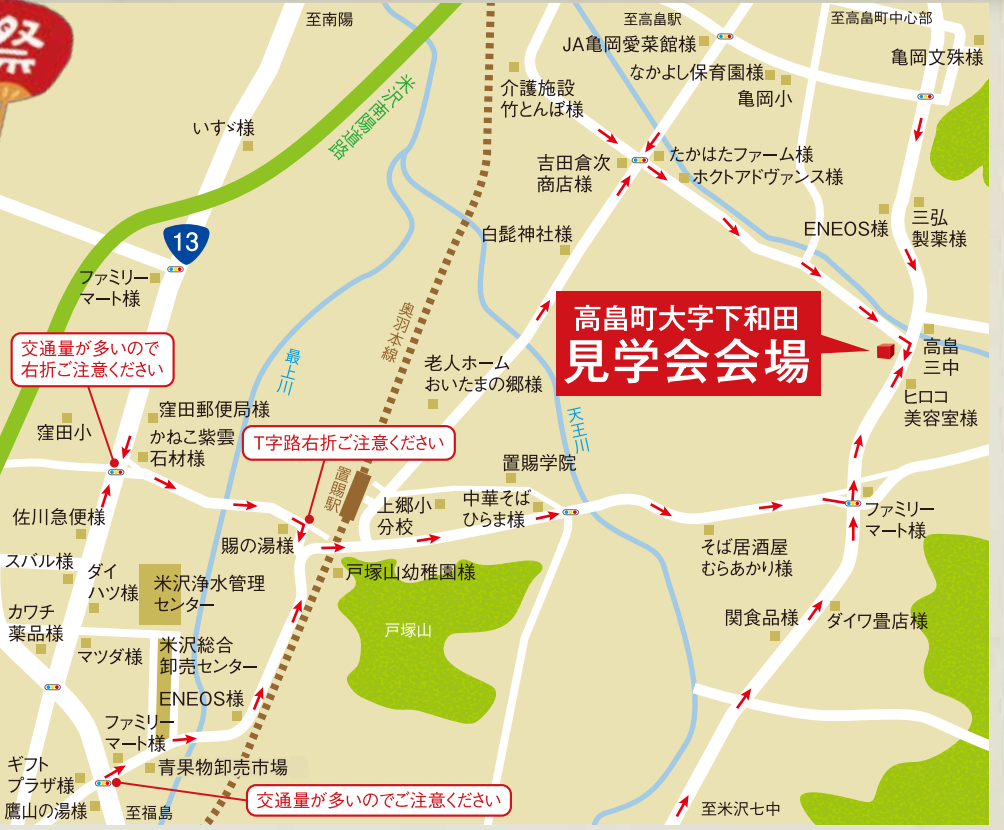 祭
至南陽
至高畠駅
至高畠町中心部
JA亀岡愛菜館様
亀岡文殊様
なかよし保育園様
亀岡小
介護施設
竹とんぼ様
米沢南陽道路
いすゞ様
吉田倉次
商店様
たかはたファーム様
ホクトアドヴァンス様
ENEOS様
三弘
製薬様
白髭神社様
13
ファミリー
マート様
奥羽本線
高畠町大字下和田
見学会会場
交通量が多いので
右折ご注意ください
最上川
老人ホーム
おいたまの郷様
高畠
三中
ヒロコ
美容室様
窪田郵便局様
窪田小
かねこ紫雲
石材様
T字路右折ご注意ください
天王川
置賜駅
置賜学院
上郷小
分校
中華そば
ひらま様
佐川急便様
賜の湯様
ファミリー
マート様
そば居酒屋
むらあかり様
スバル様
ダイ
ハツ様
米沢浄水管理
センター
戸塚山幼稚園様
カワチ
薬品様
戸塚山
関食品様
ダイワ畳店様
マツダ様
米沢総合
卸売センター
ENEOS様
ファミリー
マート様
ギフト
プラザ様
青果物卸売市場
交通量が多いのでご注意ください
鷹山の湯様
至福島
至米沢七中